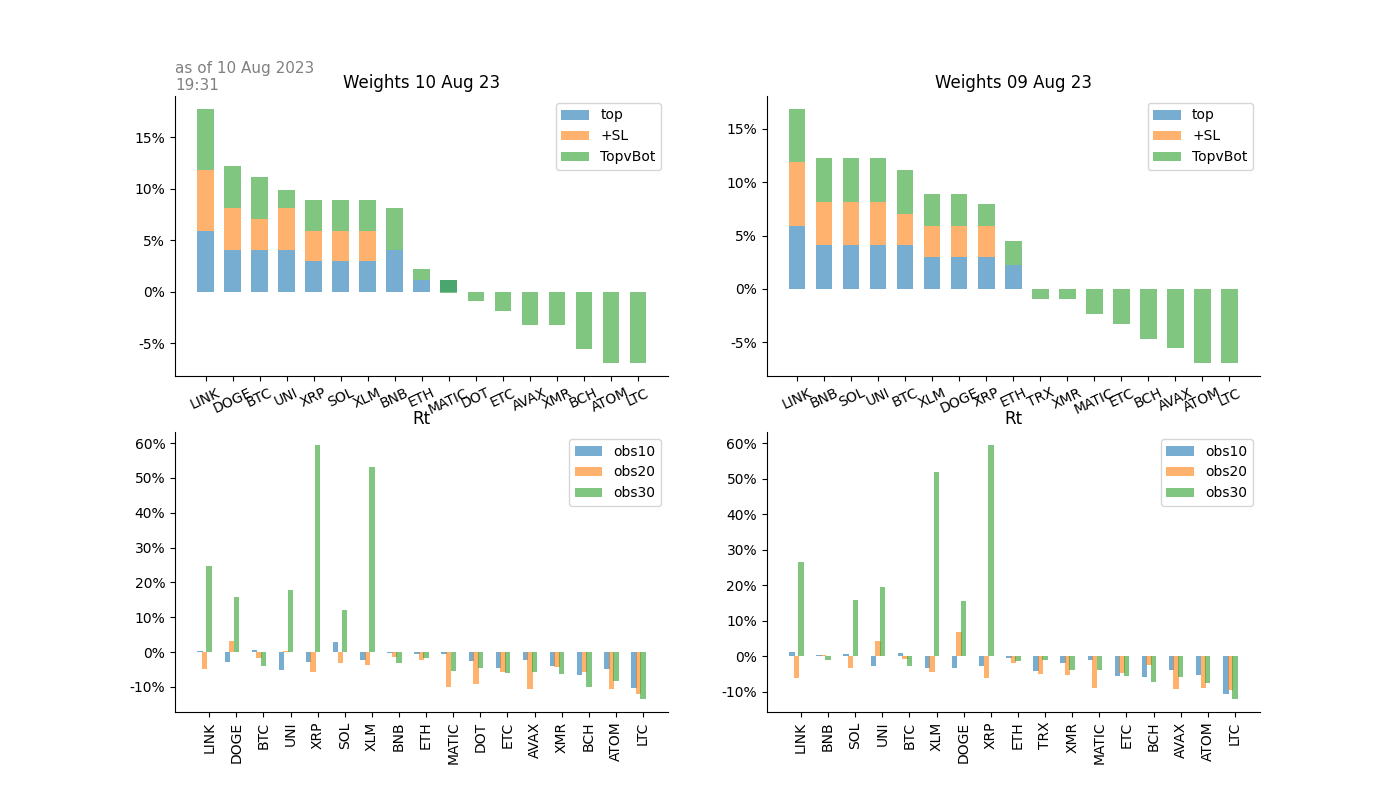 as of 10 Aug 2023
19:31
Weights 10 Aug 23
top
+SL
TopvBot
15%
10%
5%
0%
-5%
LINK DOGE BTC UNI XRP SOL XLM BNB ETH MATIC DOT ETC AVAX XMR BCH ATOM LTC
Weights 09 Aug 23
top
+SL
TopvBot
15%
10%
5%
0%
-5%
LINK BNB SOL UNI BTC XLM DOGE XRP ETH TRX XMR MATIC ETC BCH AVAX ATOM LTC
Rt
obs10
obs20
obs30
60%
50%
40%
30%
20%
10%
0%
-10%
LINK DOGE BTC UNI XRP SOL XLM BNB ETH MATIC DOT ETC AVAX XMR BCH ATOM LTC
Rt
obs10
obs20
obs30
60%
50%
40%
30%
20%
10%
0%
-10%
LINK BNB SOL UNI BTC XLM DOGE XRP ETH TRX XMR MATIC ETC BCH AVAX ATOM LTC